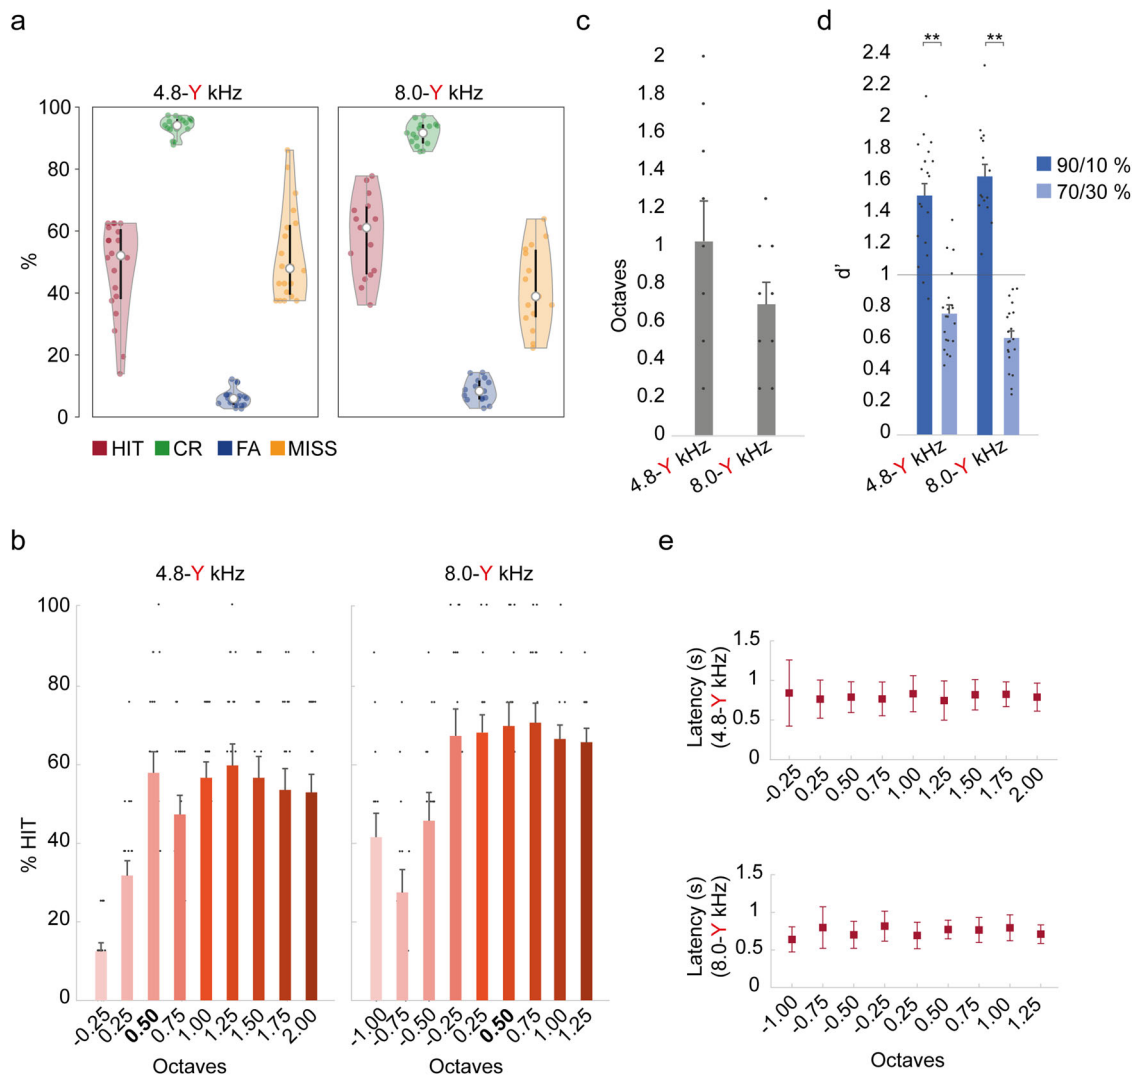 a
4.8-Y kHz
8.0-Y kHz
%
100
80
60
40
20
0
HIT CR FA MISS
b
4.8-Y kHz
8.0-Y kHz
% HIT
100
80
60
40
20
0
-0.25 0.25 0.50 0.75 1.00 1.25 1.50 1.75 2.00
-1.00 -0.75 -0.50 -0.25 0.25 0.50 0.75 1.00 1.25
Octaves
Octaves
c
Octaves
2
1.8
1.6
1.4
1.2
1
0.8
0.6
0.4
0.2
0
4.8-Y kHz
8.0-Y kHz
d
d'
2.4
2.2
2
1.8
1.6
1.4
1.2
1
0.8
0.6
0.4
0.2
0
** **
4.8-Y kHz
8.0-Y kHz
90/10 %
70/30 %
e
Latency (s)
(4.8-Y kHz)
1.5
1
0.5
0
-0.25 0.25 0.50 0.75 1.00 1.25 1.50 1.75 2.00
Latency (s)
(8.0-Y kHz)
1.5
1
0.5
0
-1.00 -0.75 -0.50 -0.25 0.25 0.50 0.75 1.00 1.25
Octaves